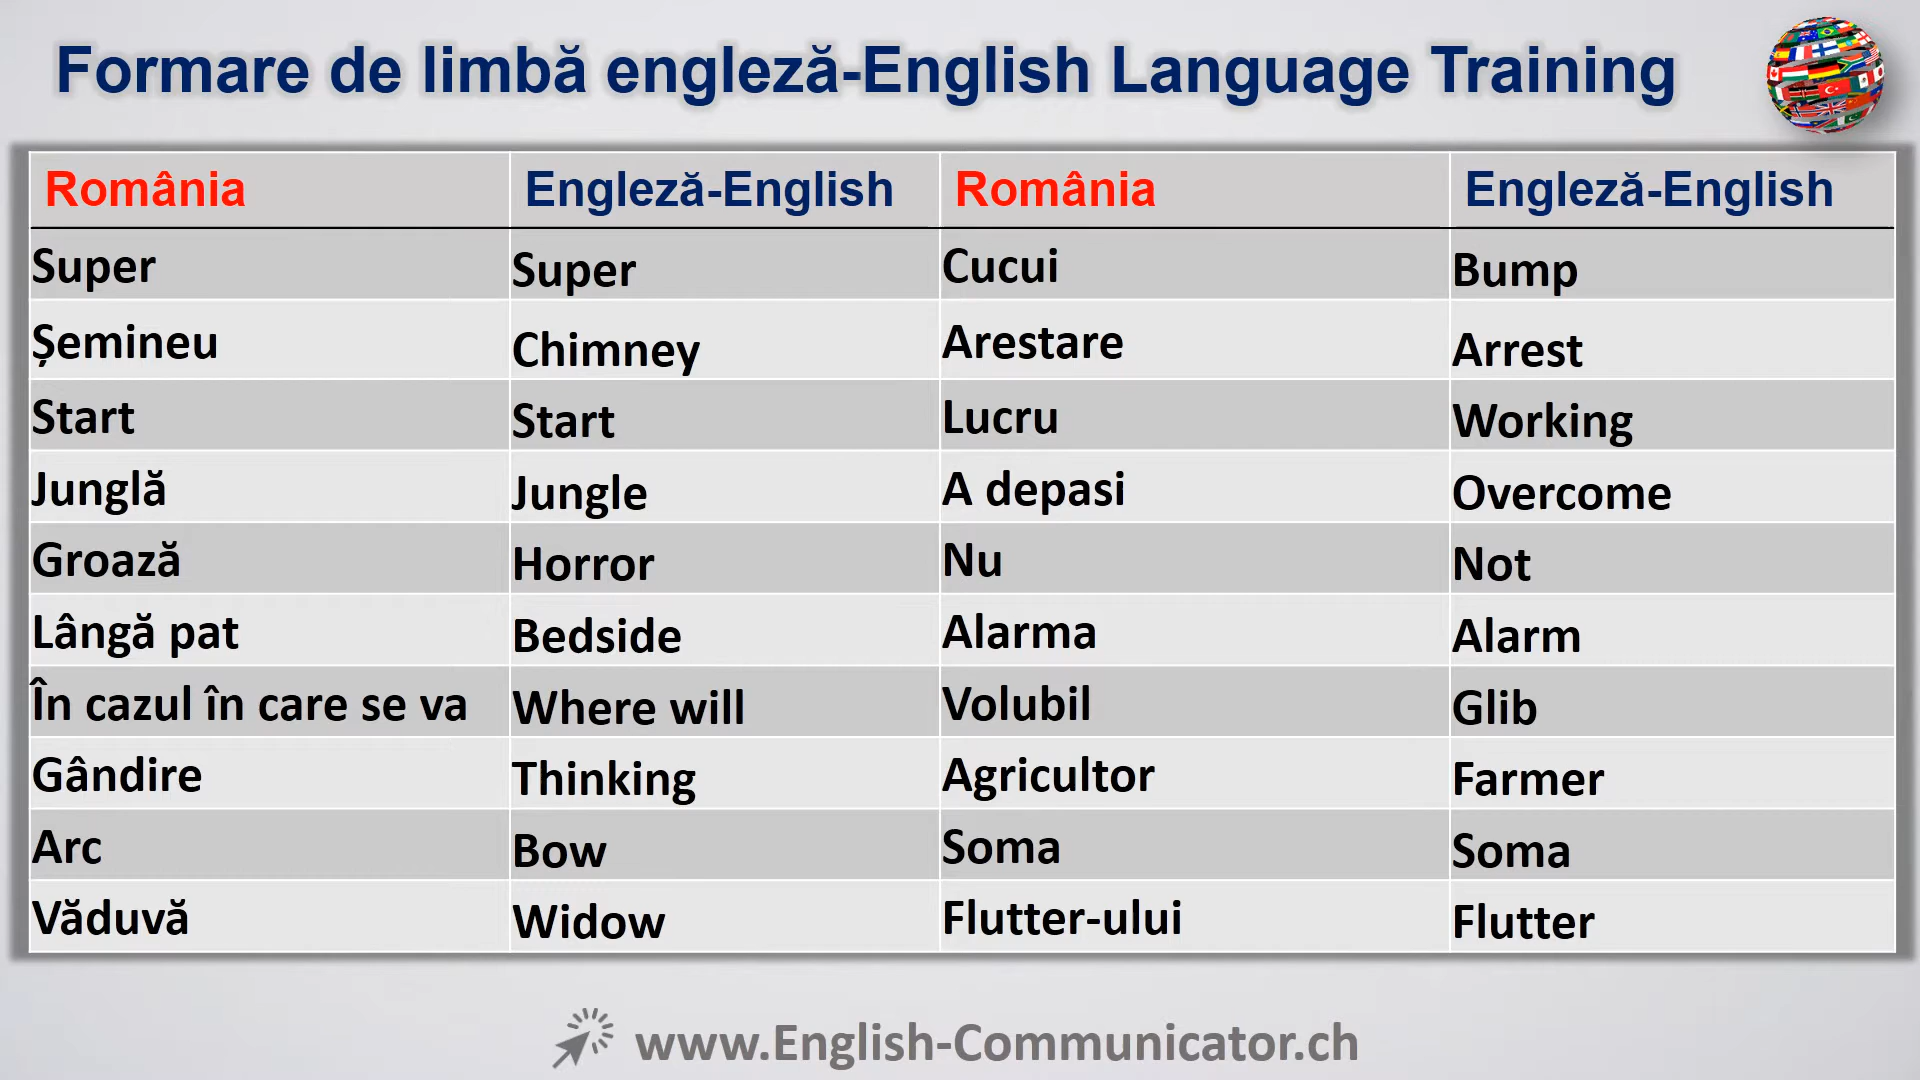 Formare de limbă engleză-English Language Training
România Engleză-English România Engleză-English
Super Super Cucui Bump
Șemineu Chimney Arestare Arrest
Start Start Lucru Working
Junglă Jungle A depasi Overcome
Groază Horror Nu Not
Lângă pat Bedside Alarma Alarm
În cazul în care se va Where will Volubil Glib
Gândire Thinking Agricultor Farmer
Arc Bow Soma Soma
Văduvă Widow Flutter-ului Flutter
www.English-Communicator.ch